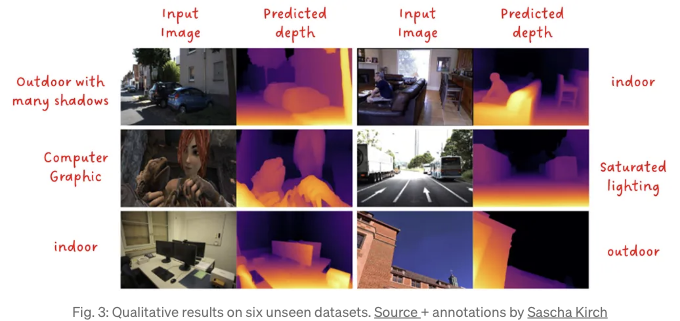 Input
Image
Predicted
depth
Input
Image
Predicted
depth
Outdoor with
many shadows
indoor
Computer
Graphic
Saturated
lighting
indoor
outdoor
Fig. 3: Qualitative results on six unseen datasets. Source + annotations by Sascha Kirch